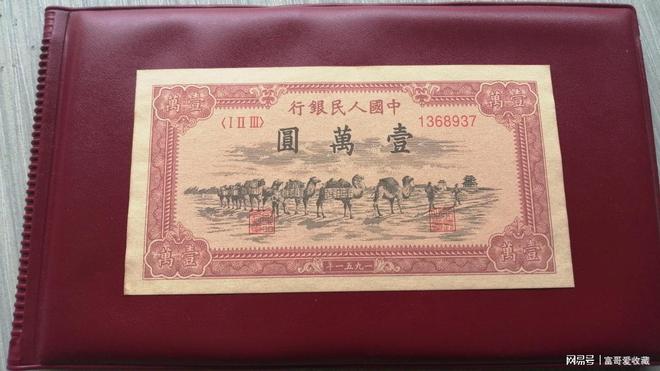 萬壹
萬壹
行銀民人國中
〈I II III〉
1368937
圓萬壹
萬壹
萬壹
年一五九一
网易号 | 富哥爱收藏